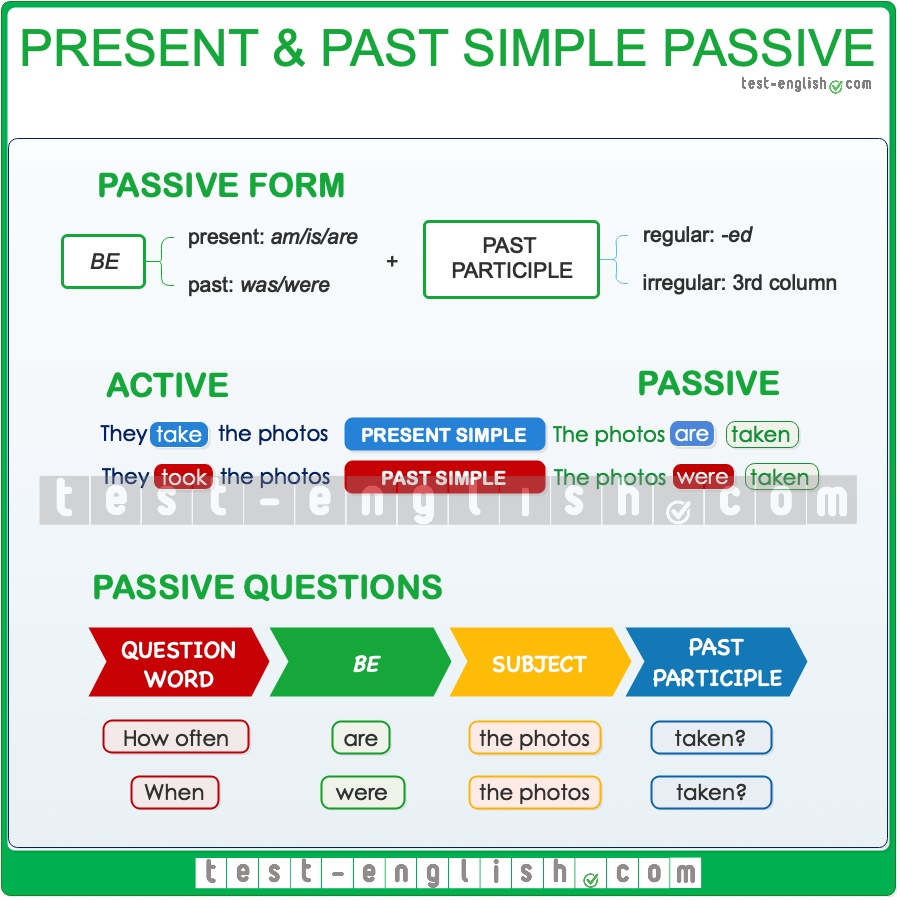 PRESENT & PAST SIMPLE PASSIVE
test-english.com
PASSIVE FORM
BE
present: am/is/are
past: was/were
+
PAST
PARTICIPLE
regular: -ed
irregular: 3rd column
ACTIVE
PASSIVE
They take the photos
PRESENT SIMPLE
The photos are taken
They took the photos
PAST SIMPLE
The photos were taken
test-english.com
PASSIVE QUESTIONS
QUESTION
WORD
BE
SUBJECT
PAST
PARTICIPLE
How often are the photos taken?
When were the photos taken?
test-english.com